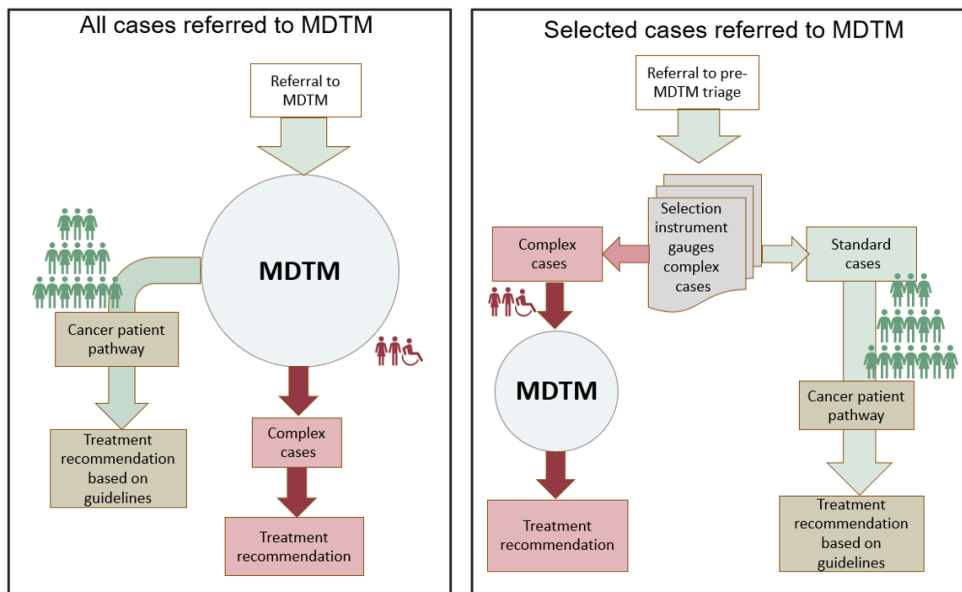 All cases referred to MDTM
Referral to
MDTM
MDTM
Cancer patient
pathway
Treatment
recommendation
based on
guidelines
Complex
cases
Treatment
recommendation
Selected cases referred to MDTM
Referral to pre-
MDTM triage
Selection
instrument
gauges
complex
cases
Complex
cases
MDTM
Treatment
recommendation
Standard
cases
Cancer patient
pathway
Treatment
recommendation
based on
guidelines